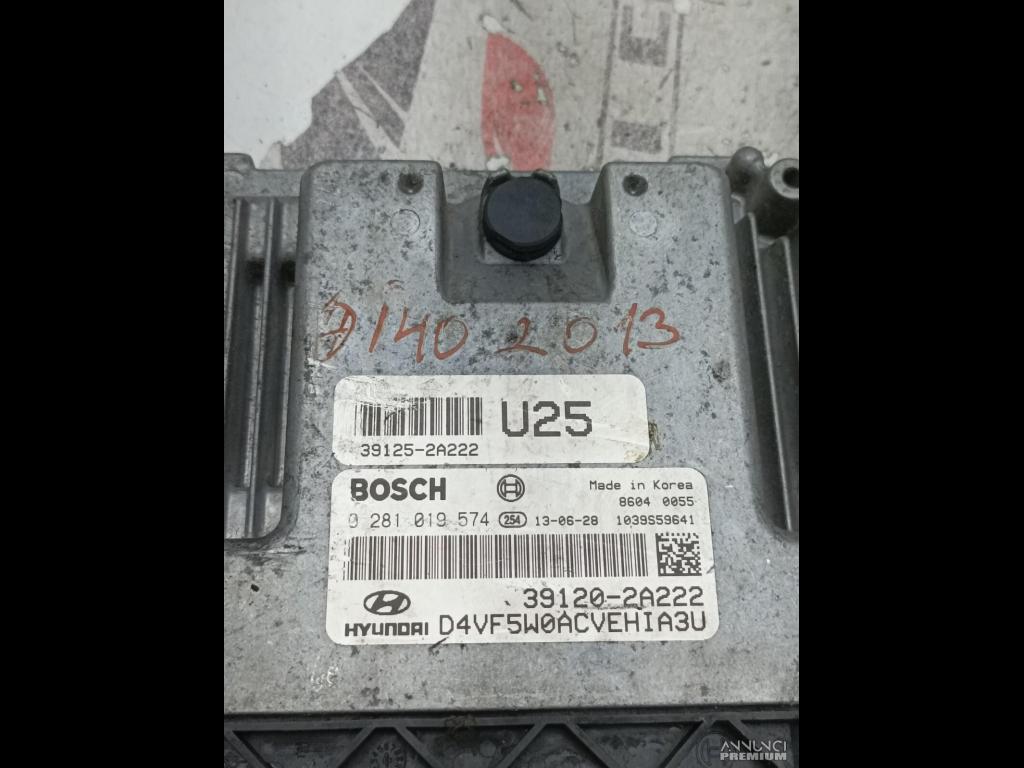 I40 2013
39125-2A222
U25
BOSCH
Made in Korea
8604 0055
0 281 019 574 254 13-06-28 1039S59641
39120-2A222
HYUNDAI D4VF5W0ACVEHIA3U
ANNUNCI
PREMIUM